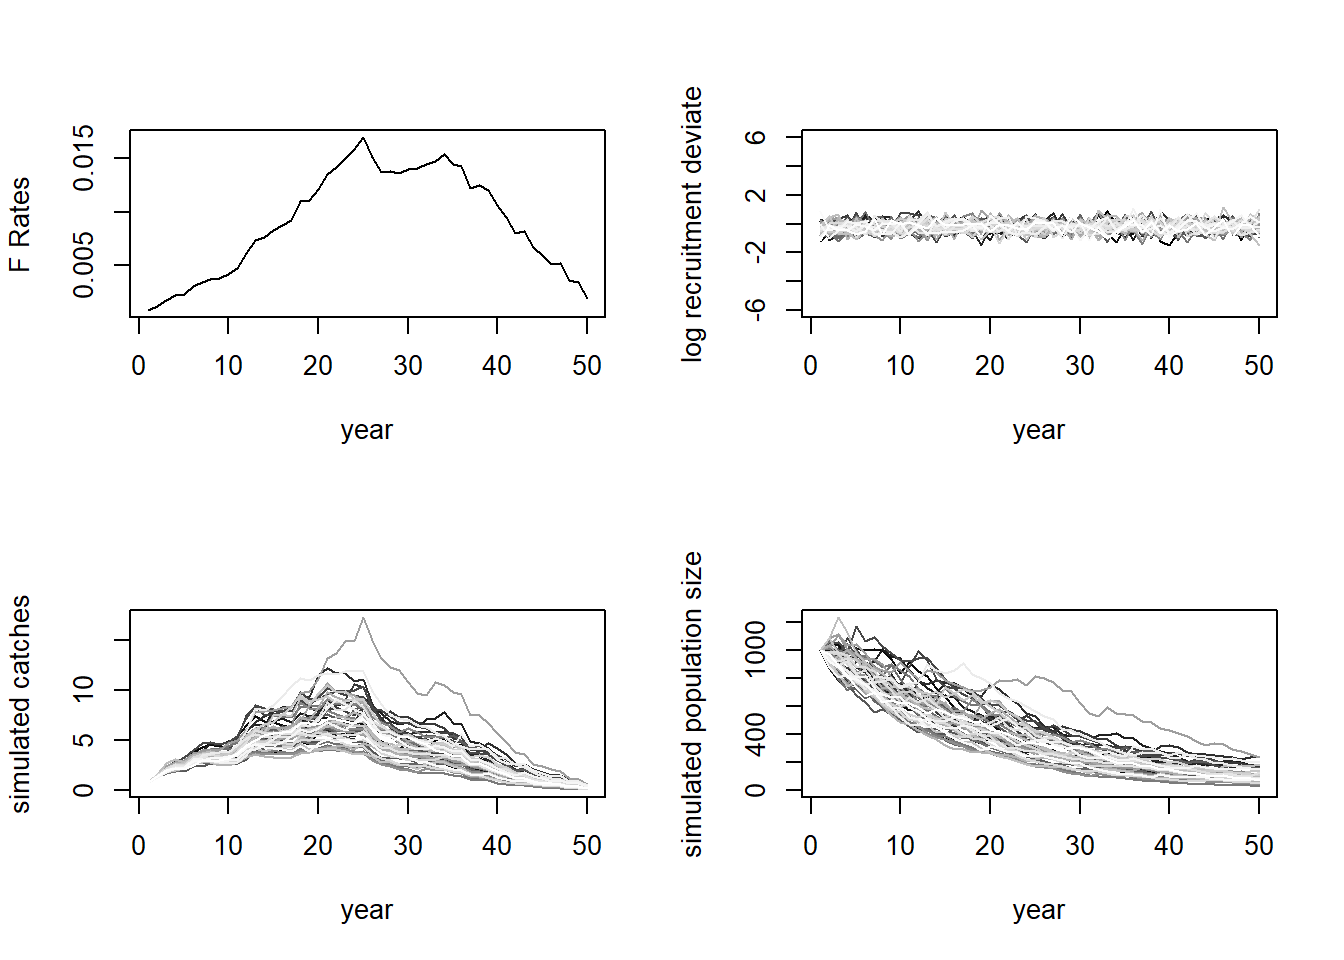 F Rates
0.005 0.015
0 10 20 30 40 50
year
log recruitment deviate
-6 -2 2 6
0 10 20 30 40 50
year
simulated catches
0 5 10
0 10 20 30 40 50
year
simulated population size
0 400 1000
0 10 20 30 40 50
year